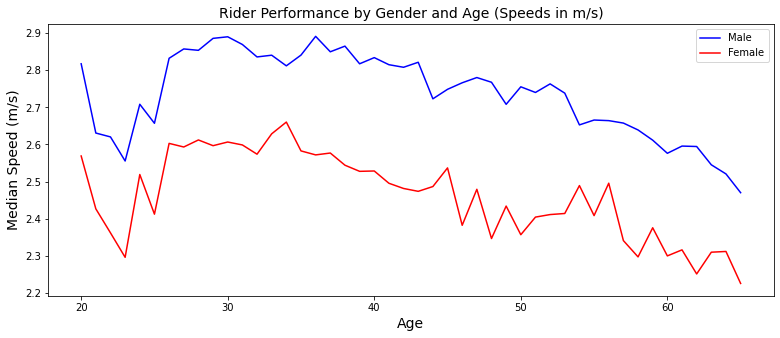 Rider Performance by Gender and Age (Speeds in m/s)
Male
Female
Median Speed (m/s)
2.9
2.8
2.7
2.6
2.5
2.4
2.3
2.2
20
30
40
50
60
Age